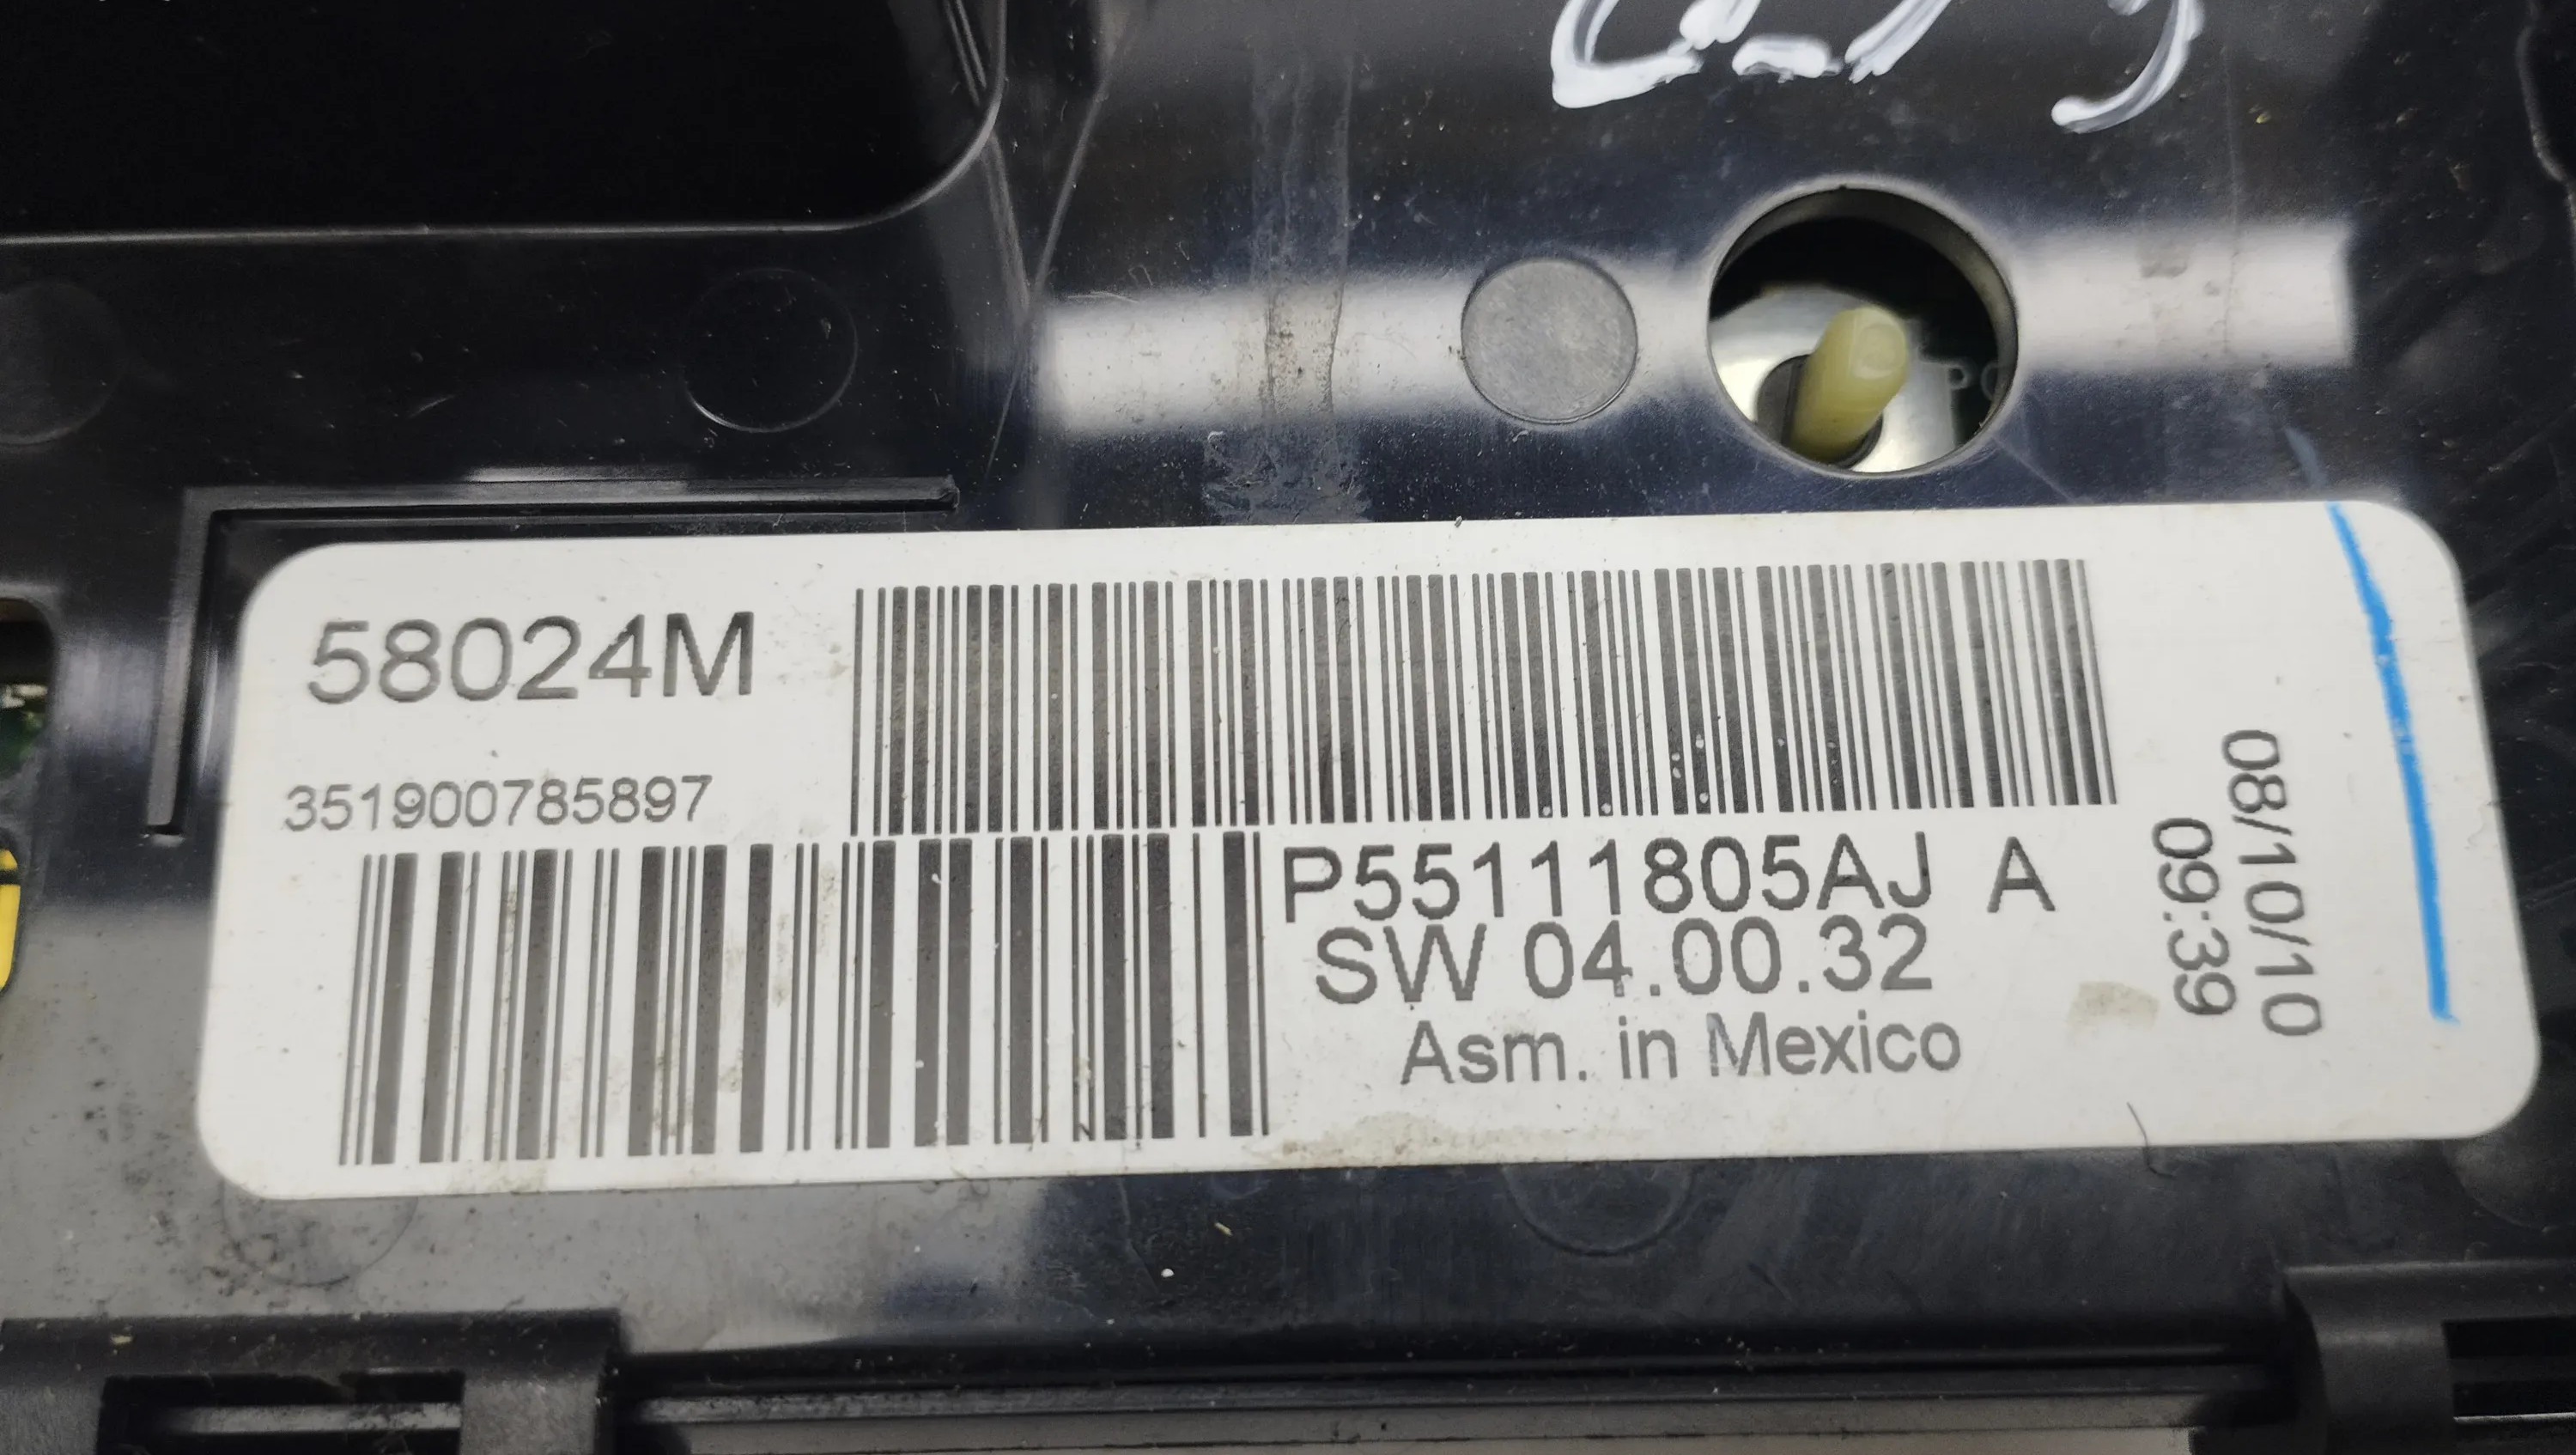 58024M
351900785897
P55111805AJ A
SW 04.00.32
Asm. in Mexico
08/10/10
09:39